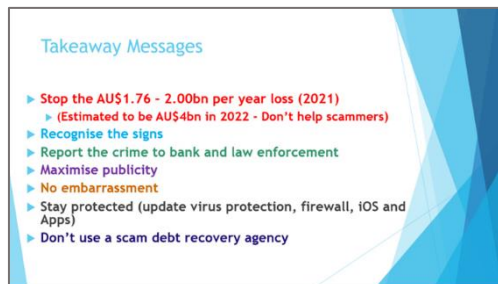 Takeaway Messages
Stop the AU$1.76 - 2.00bn per year loss (2021)
(Estimated to be AU$4bn in 2022 - Don't help scammers)
Recognise the signs
Report the crime to bank and law enforcement
Maximise publicity
No embarrassment
Stay protected (update virus protection, firewall, iOS and
Apps)
Don't use a scam debt recovery agency